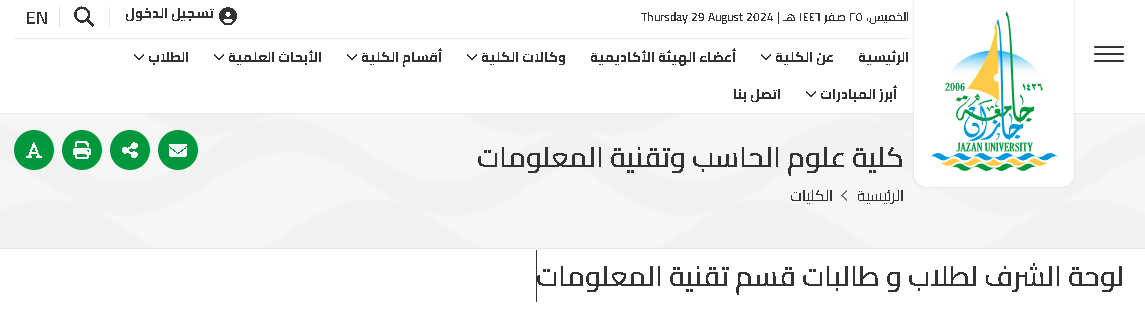 الخميس، ٢٥ صفر ١٤٤٦ هـ | Thursday 29 August 2024
تسجيل الدخول
EN
الرئيسية عن الكلية أعضاء الهيئة الأكاديمية وكالات الكلية أقسام الكلية الأبحاث العلمية الطلاب
أبرز المبادرات اتصل بنا
2006 ١٤٢٦
جامعة جازان
JAZAN UNIVERSITY
كلية علوم الحاسب وتقنية المعلومات
الرئيسية الكليات
A
لوحة الشرف لطلاب و طالبات قسم تقنية المعلومات